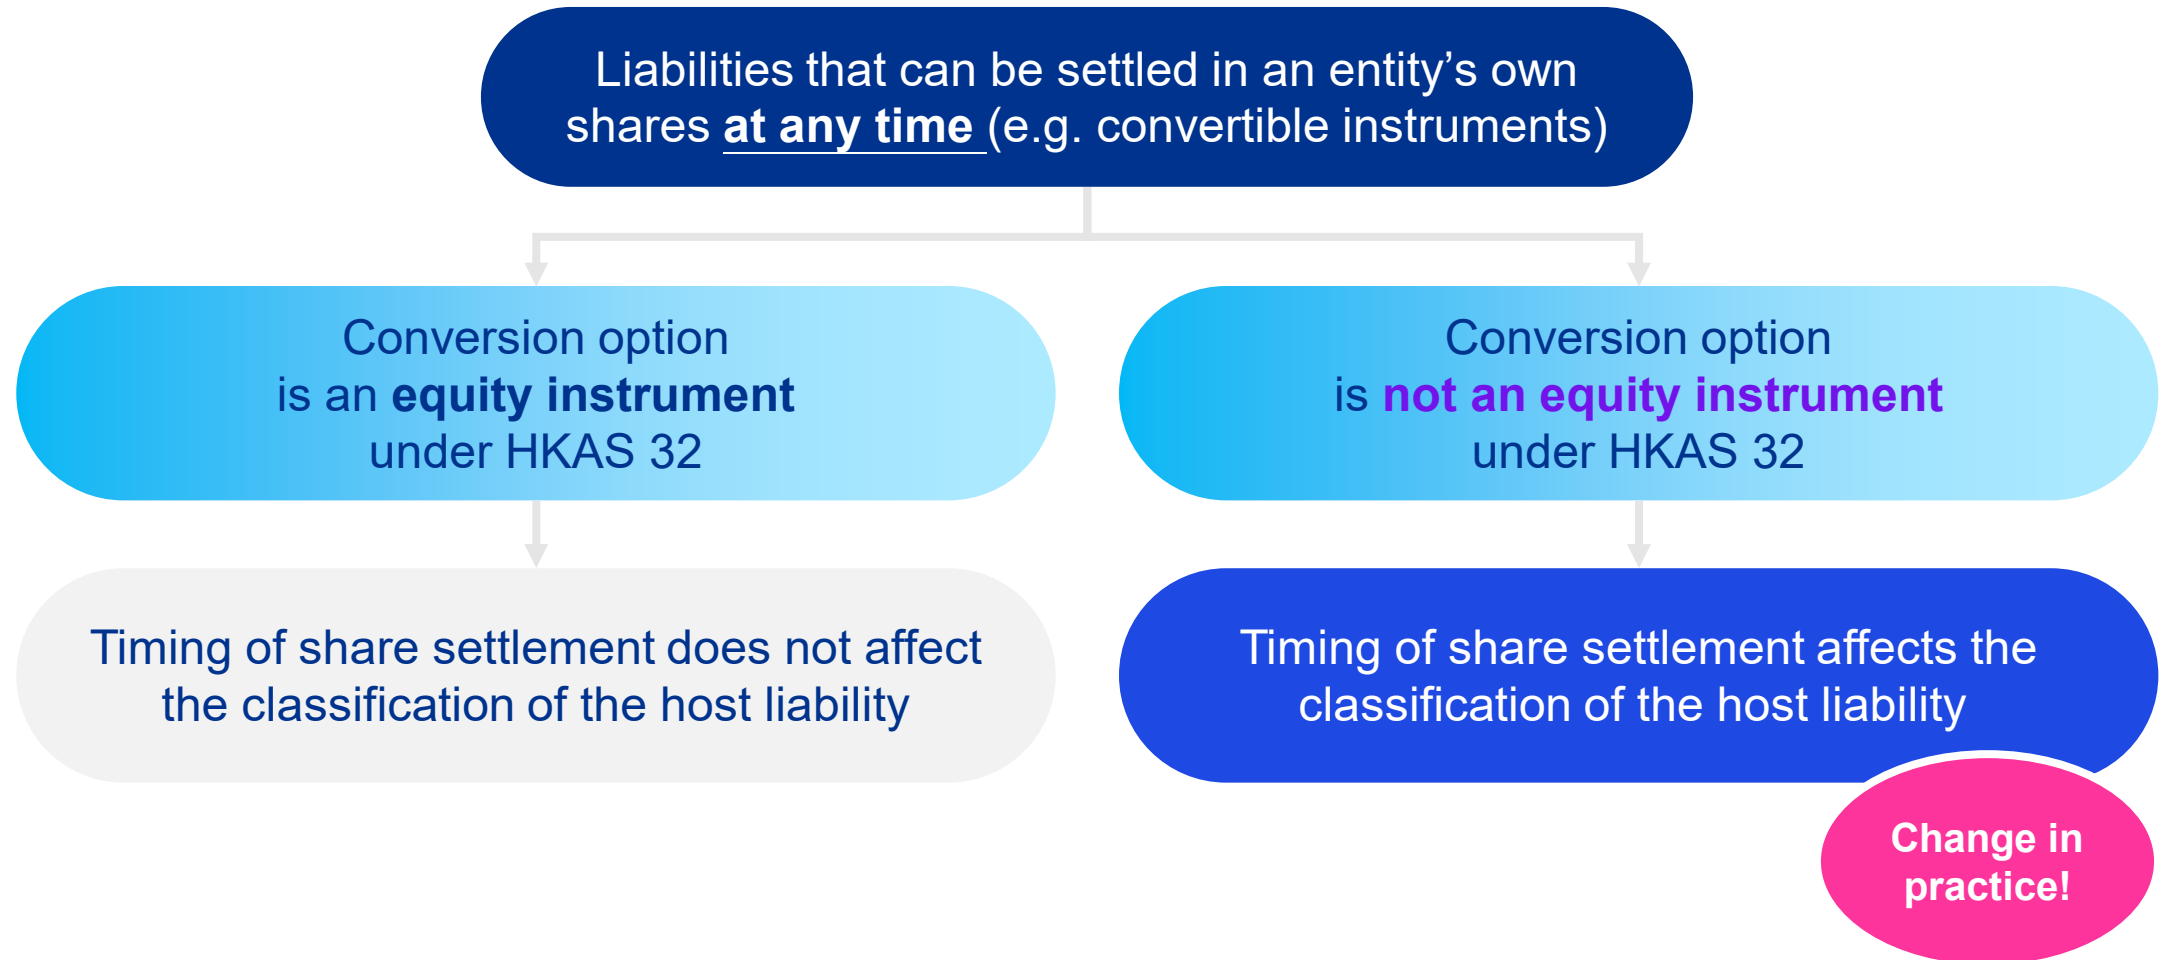 Liabilities that can be settled in an entity’s own
shares at any time (e.g. convertible instruments)
Conversion option
is an equity instrument
under HKAS 32
Conversion option
is not an equity instrument
under HKAS 32
Timing of share settlement does not affect
the classification of the host liability
Timing of share settlement affects the
classification of the host liability
Change in
practice!